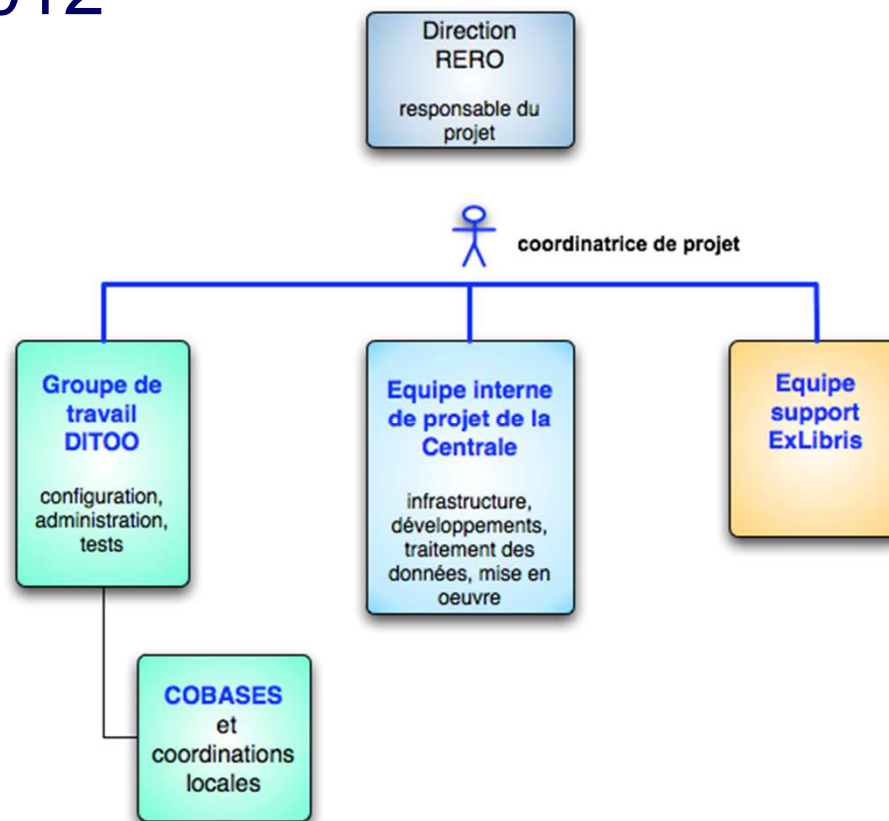 Direction
RERO
responsable du
projet
coordinatrice de projet
Groupe de
travail
DITOO
configuration,
administration,
tests
Equipe interne
de projet de la
Centrale
infrastructure,
développements,
traitement des
données, mise en
oeuvre
Equipe
support
ExLibris
COBASES
et
coordinations
locales